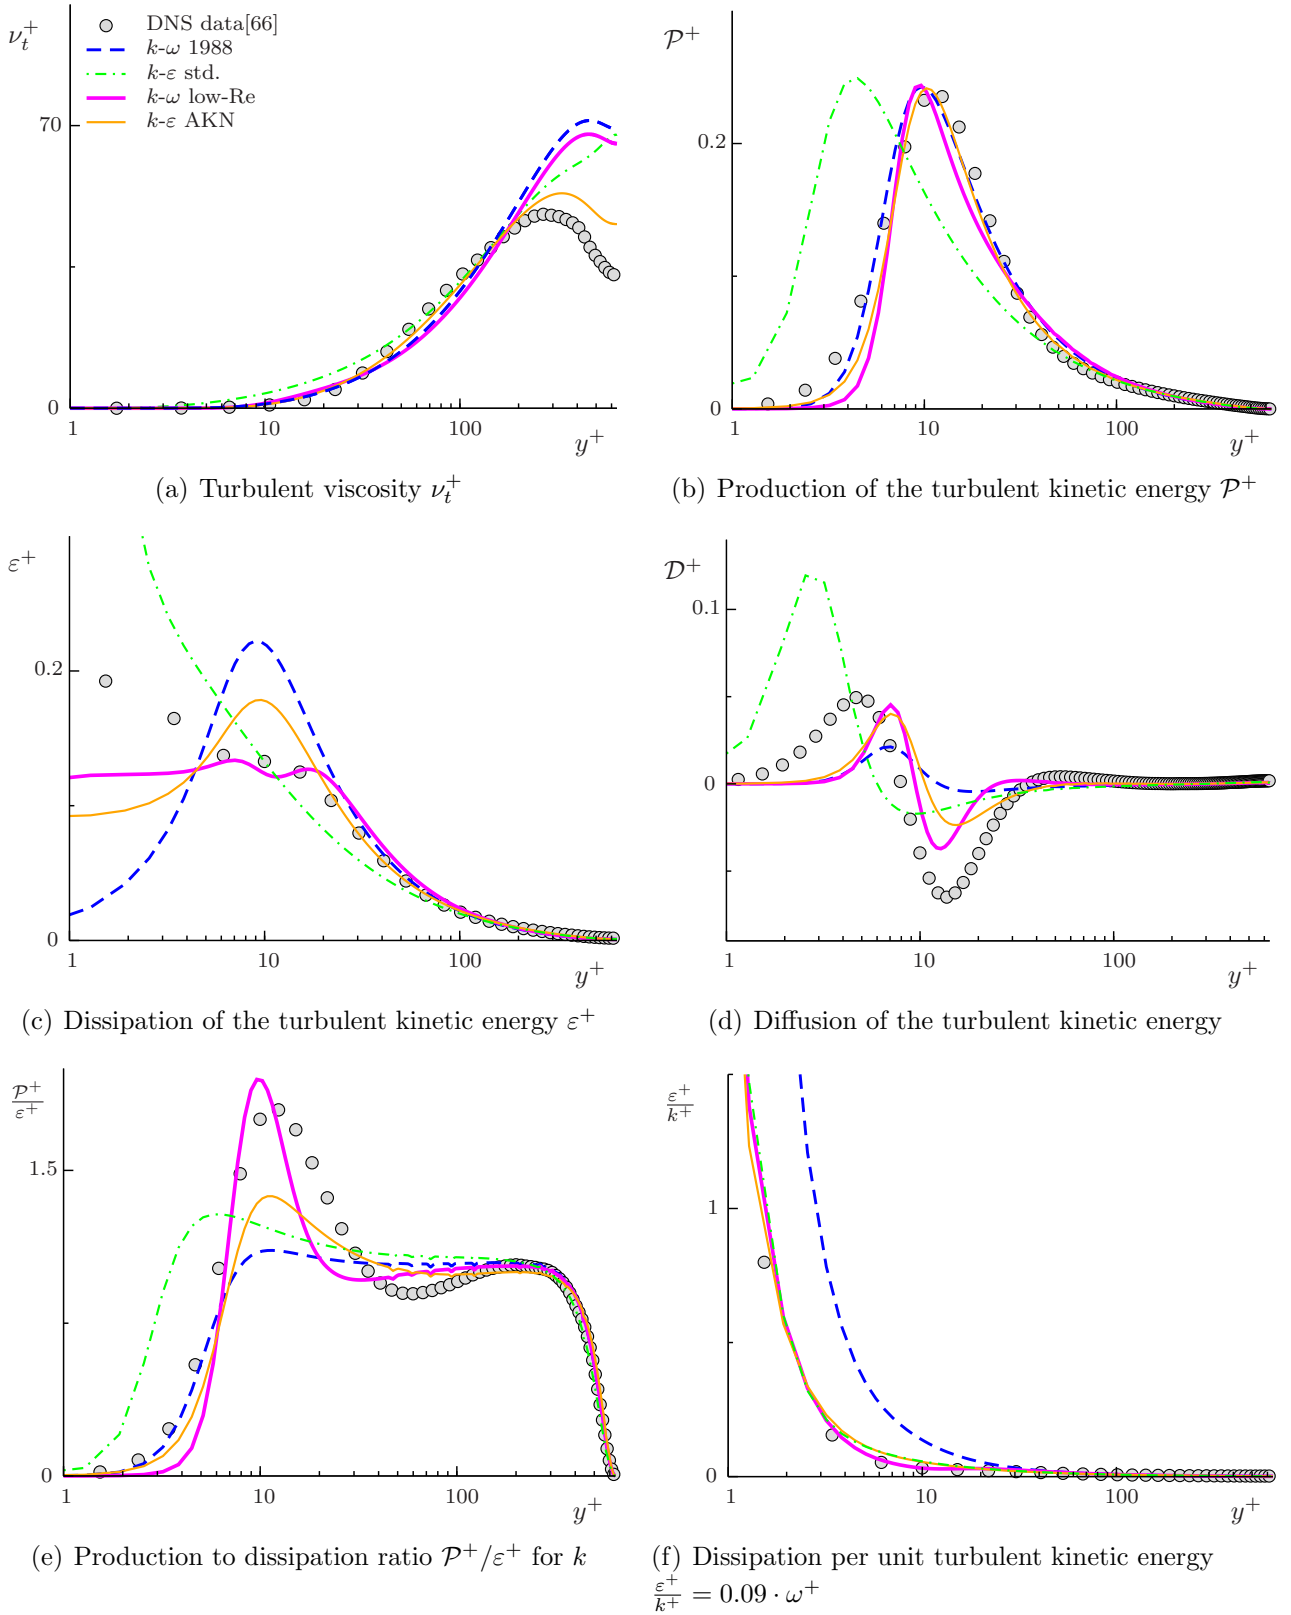 ν_t^+
DNS data[66]
k-ω 1988
k-ε std.
k-ω low-Re
k-ε AKN
70
0
1
10
100
y^+
(a) Turbulent viscosity ν_t^+
𝒫^+
0.2
0
1
10
100
y^+
(b) Production of the turbulent kinetic energy 𝒫^+
ε^+
0.2
0
1
10
100
y^+
(c) Dissipation of the turbulent kinetic energy ε^+
𝒟^+
0.1
0
1
10
100
y^+
(d) Diffusion of the turbulent kinetic energy
𝒫^+/ε^+
1.5
0
1
10
100
y^+
(e) Production to dissipation ratio 𝒫^+/ε^+ for k
ε^+/k^+
1
0
1
10
100
y^+
(f) Dissipation per unit turbulent kinetic energy
ε^+/k^+ = 0.09 · ω^+